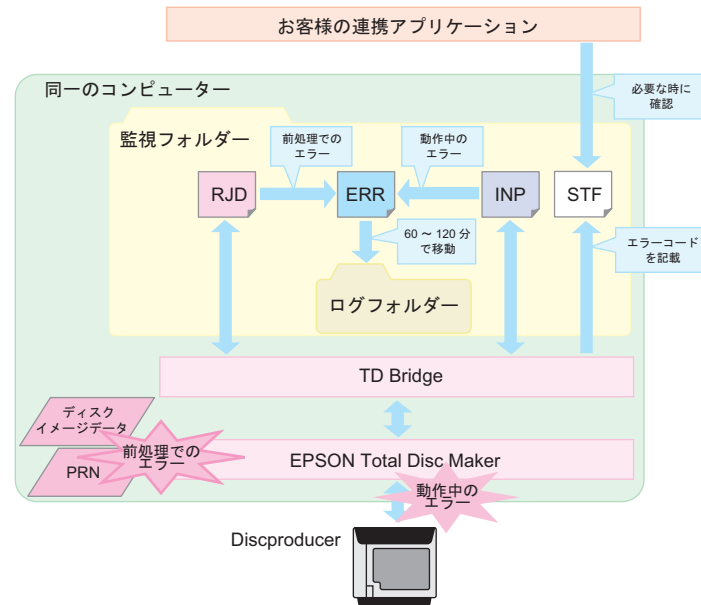 お客様の連携アプリケーション
同一のコンピューター
必要な時に
確認
監視フォルダー
前処理での
エラー
動作中の
エラー
RJD
ERR
INP
STF
60 ~ 120 分
で移動
エラーコード
を記載
ログフォルダー
TD Bridge
ディスク
イメージデータ
前処理での
エラー
PRN
EPSON Total Disc Maker
動作中の
エラー
Discproducer